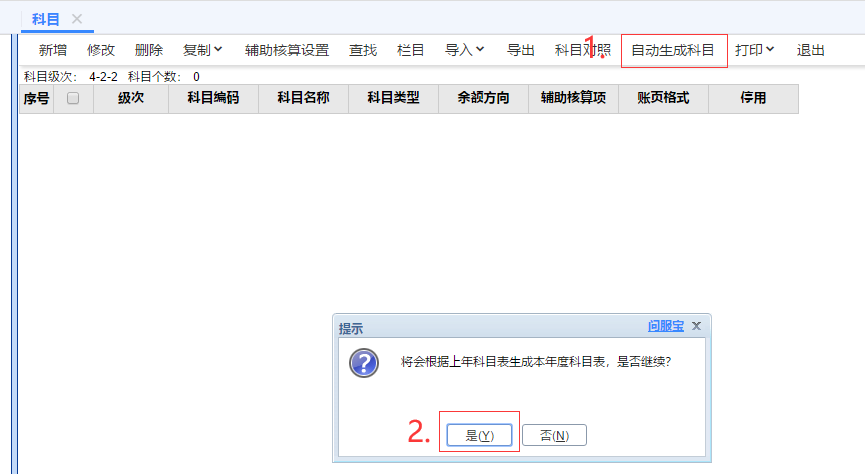 科目
新增 修改 删除 复制 辅助核算设置 查找 栏目 导入 导出 科目对照 1. 自动生成科目 打印 退出
科目级次： 4-2-2 科目个数： 0
序号 级次 科目编码 科目名称 科目类型 余额方向 辅助核算项 账页格式 停用
提示 问服宝
将会根据上年科目表生成本年度科目表，是否继续？
2. 是(Y) 否(N)